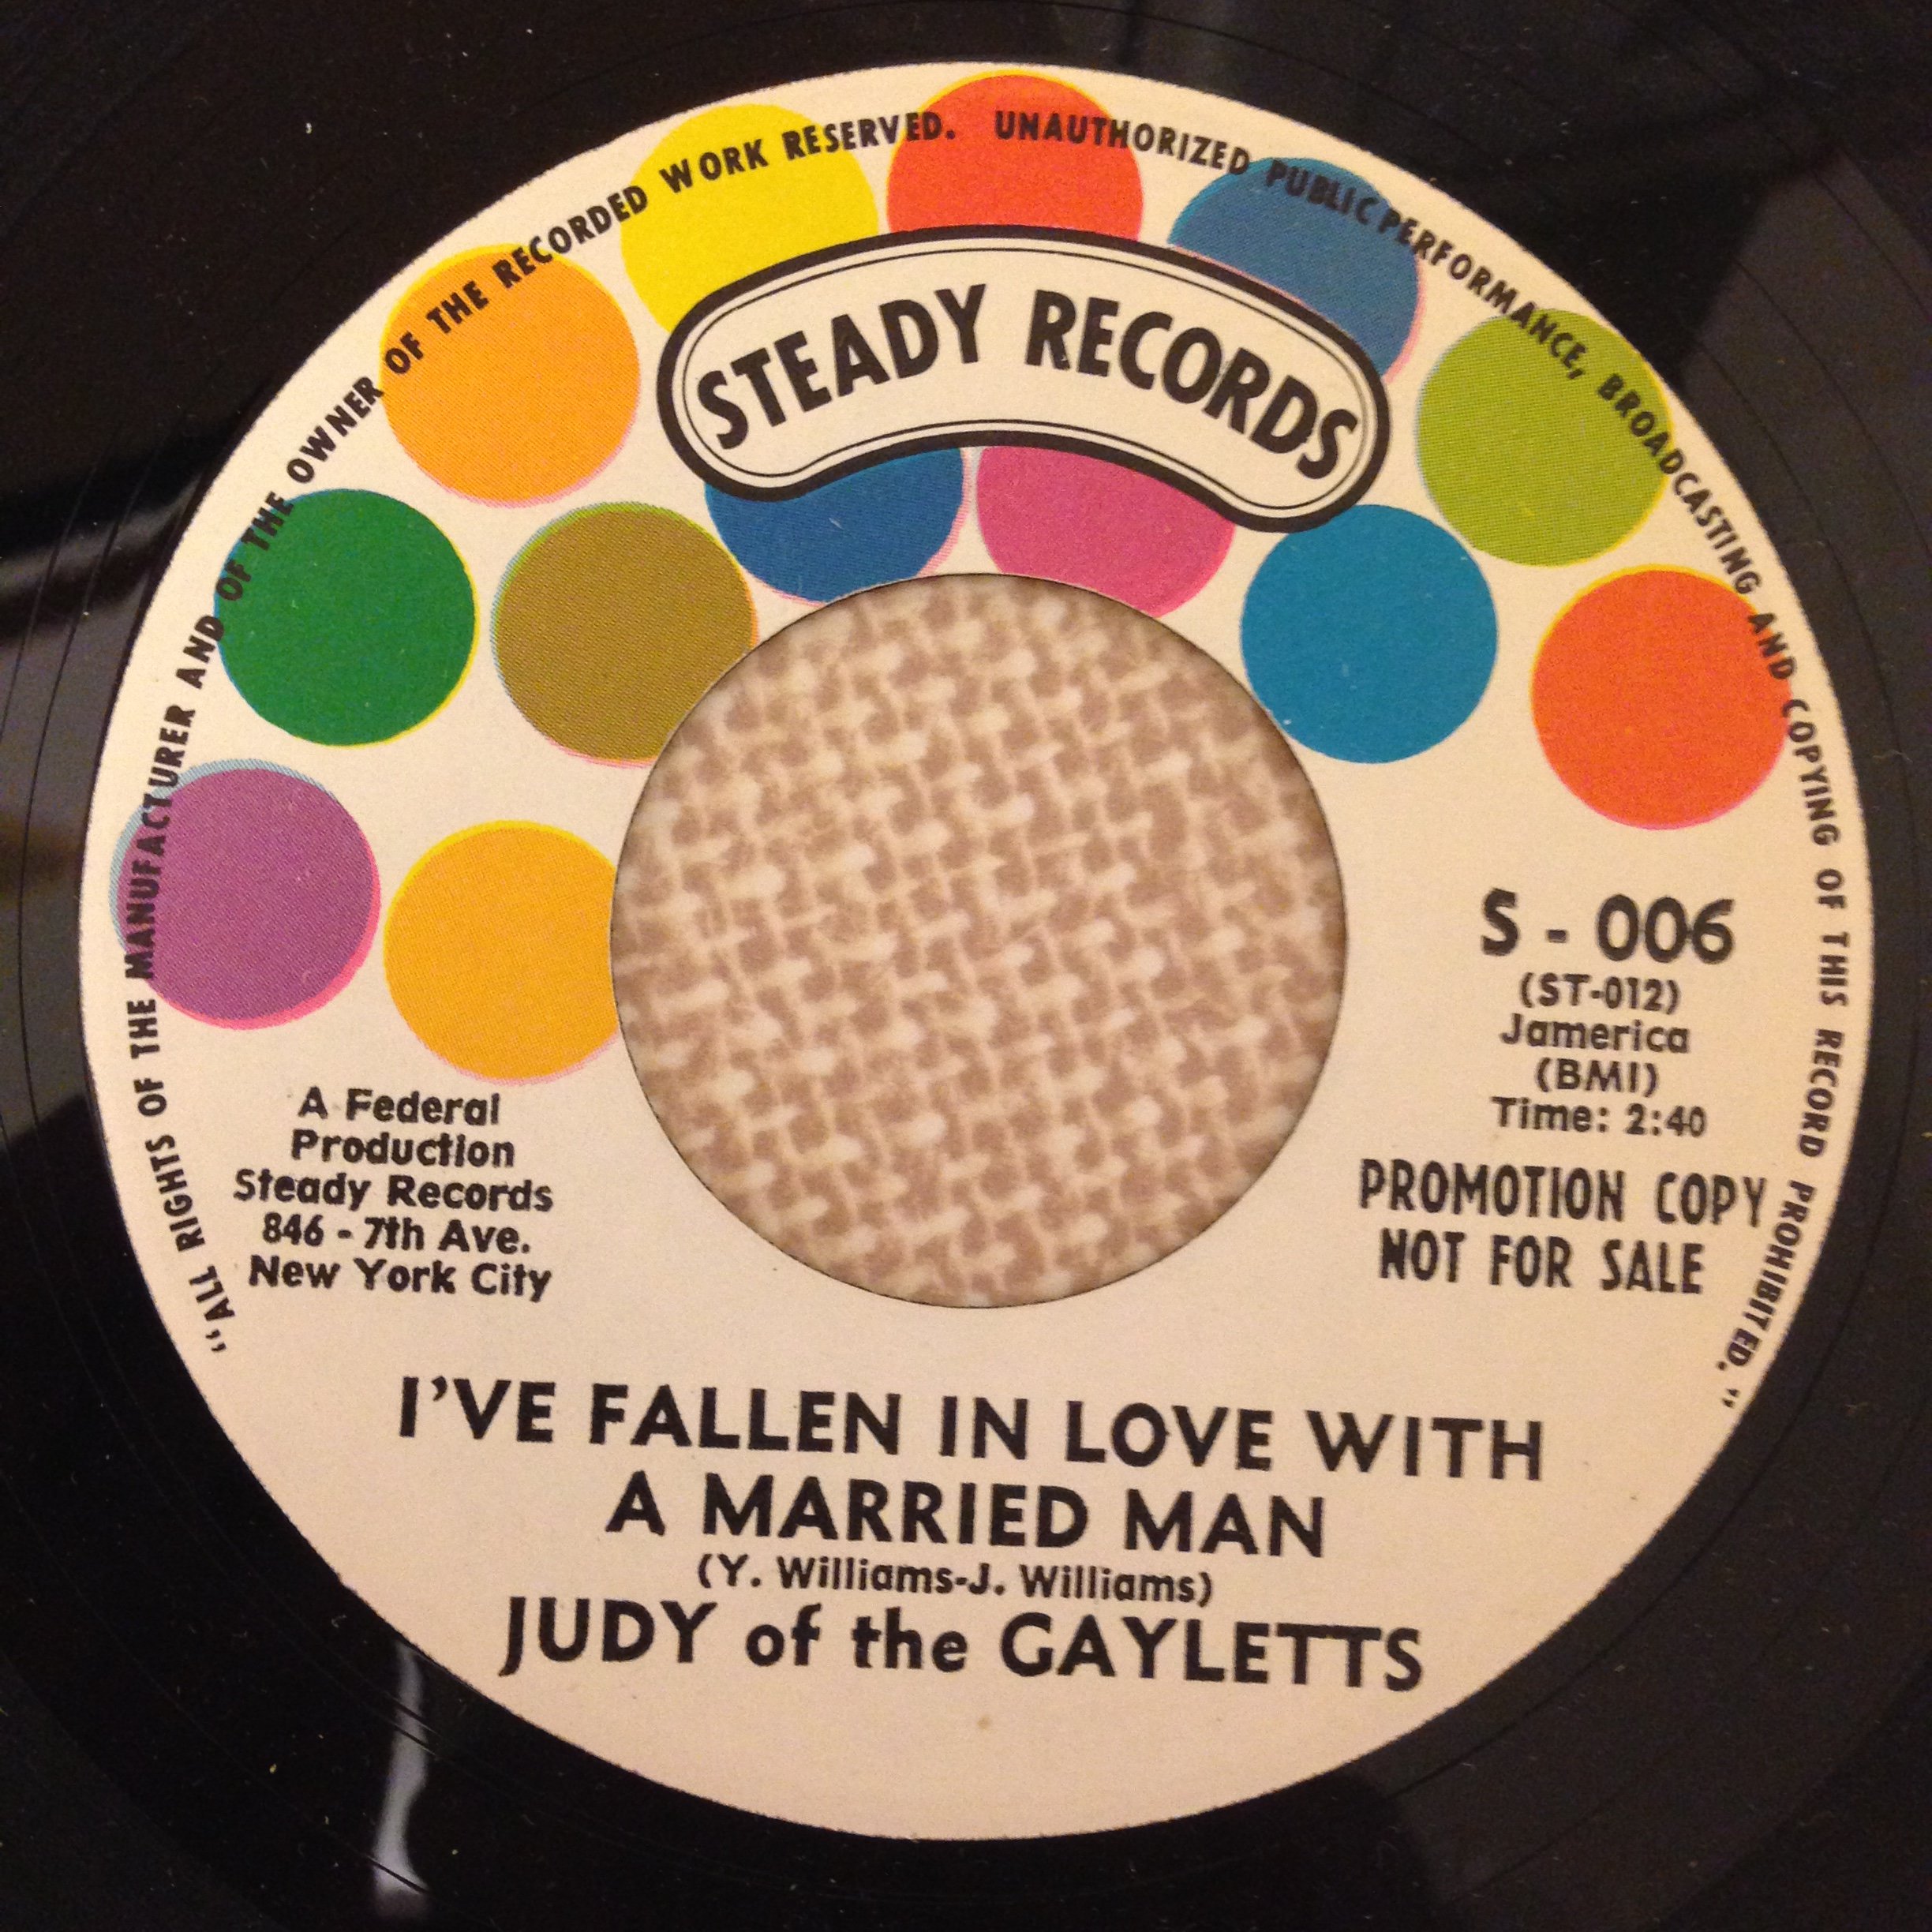 "ALL RIGHTS OF THE MANUFACTURER AND OF THE OWNER OF THE RECORDED WORK RESERVED. UNAUTHORIZED PUBLIC PERFORMANCE, BROADCASTING AND COPYING OF THIS RECORD PROHIBITED."
STEADY RECORDS
S - 006
(ST-012)
Jamerica
(BMI)
Time: 2:40
PROMOTION COPY
NOT FOR SALE
A Federal
Production
Steady Records
846 - 7th Ave.
New York City
I'VE FALLEN IN LOVE WITH
A MARRIED MAN
(Y. Williams-J. Williams)
JUDY of the GAYLETTS